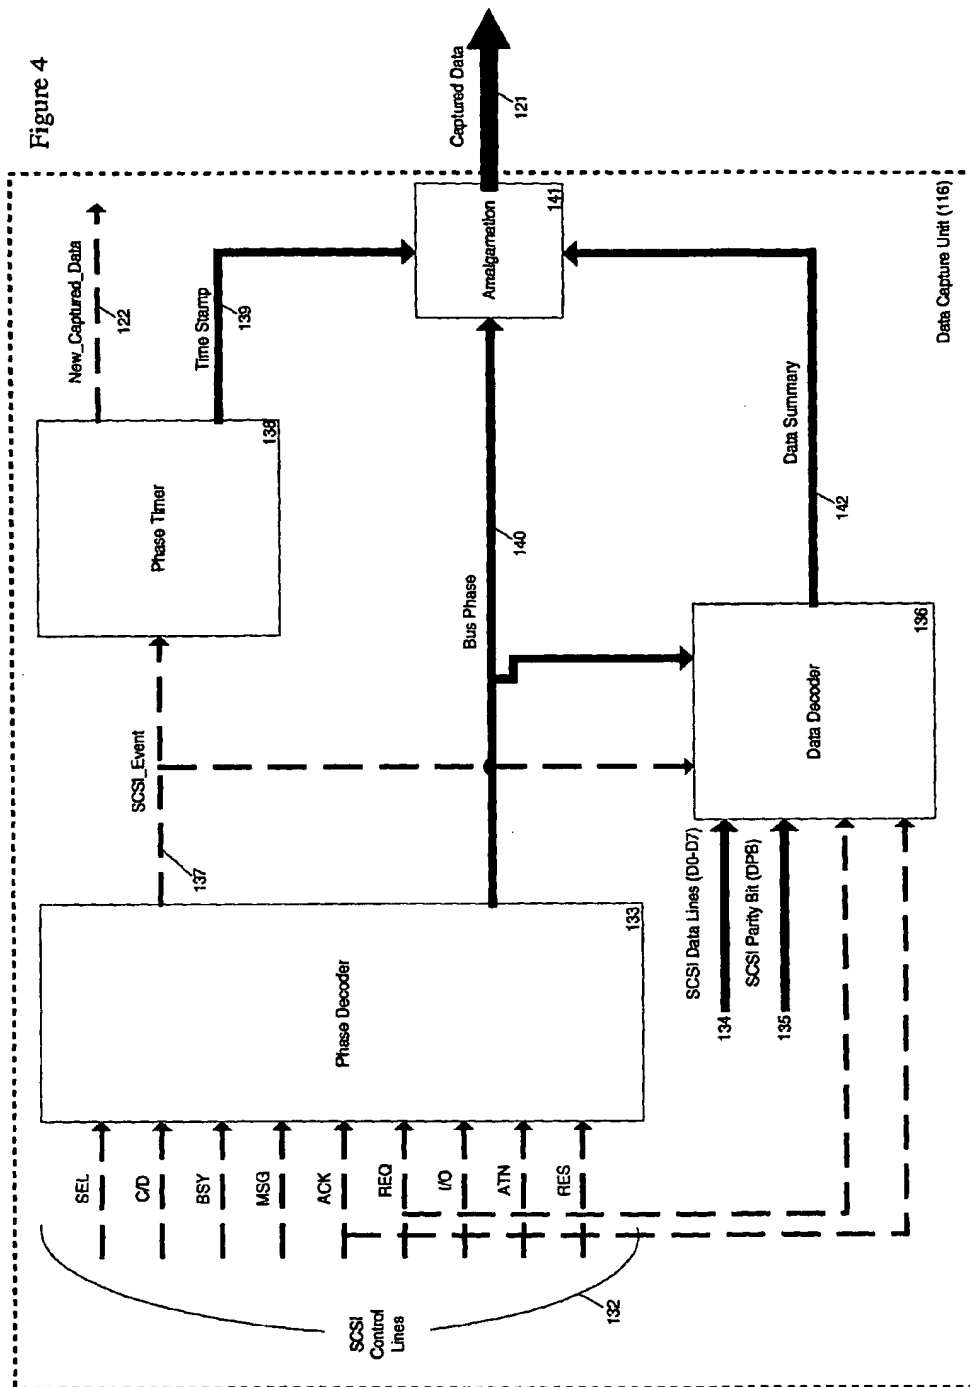 Figure 4
SCSI
Control
Lines
132
SEL
C/D
BSY
MSG
ACK
REQ
I/O
ATN
RES
Phase Decoder
133
137
SCSI_Event
Phase Timer
138
New_Captured_Data
122
Time Stamp
139
Bus Phase
140
Amalgamation
141
Captured Data
121
134
SCSI Data Lines (D0-D7)
135
SCSI Parity Bit (DPB)
Data Decoder
136
Data Summary
142
Data Capture Unit (116)